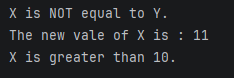 X is NOT equal to Y.
The new vale of X is : 11
X is greater than 10.